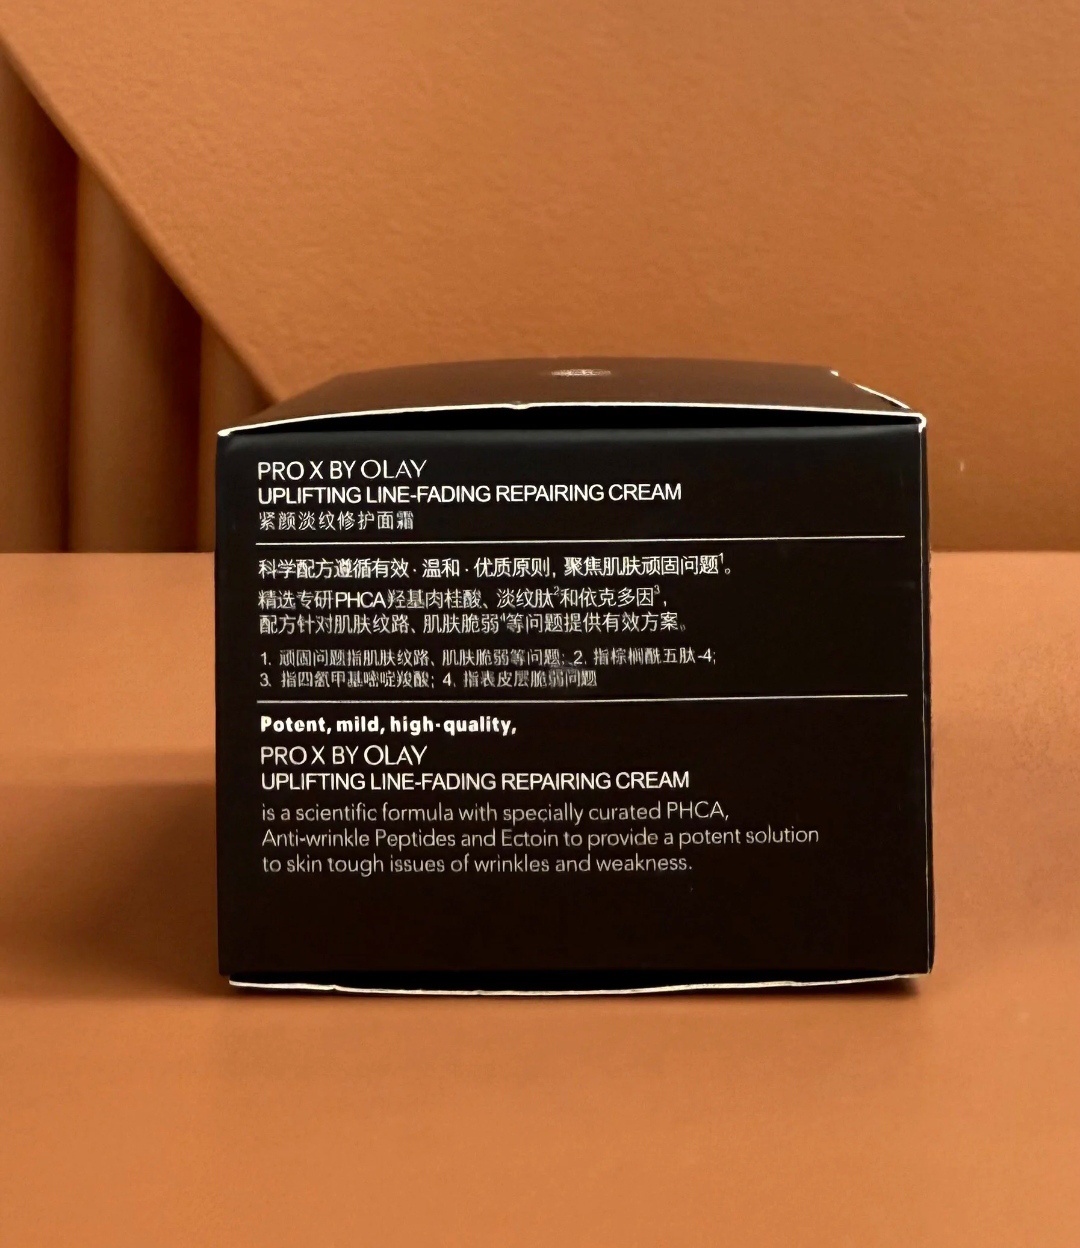 PRO X BY OLAY
UPLIFTING LINE-FADING REPAIRING CREAM
紧颜淡纹修护面霜
科学配方遵循有效·温和·优质原则，聚焦肌肤顽固问题¹。
精选专研PHCA羟基肉桂酸、淡纹肽²和依克多因³，
配方针对肌肤纹路、肌肤脆弱⁴等问题提供有效方案。
1. 顽固问题指肌肤纹路、肌肤脆弱等问题; 2. 指棕榈酰五肽-4;
3. 指四氢甲基嘧啶羧酸; 4. 指表皮层脆弱问题
Potent, mild, high-quality,
PRO X BY OLAY
UPLIFTING LINE-FADING REPAIRING CREAM
is a scientific formula with specially curated PHCA,
Anti-wrinkle Peptides and Ectoin to provide a potent solution
to skin tough issues of wrinkles and weakness.